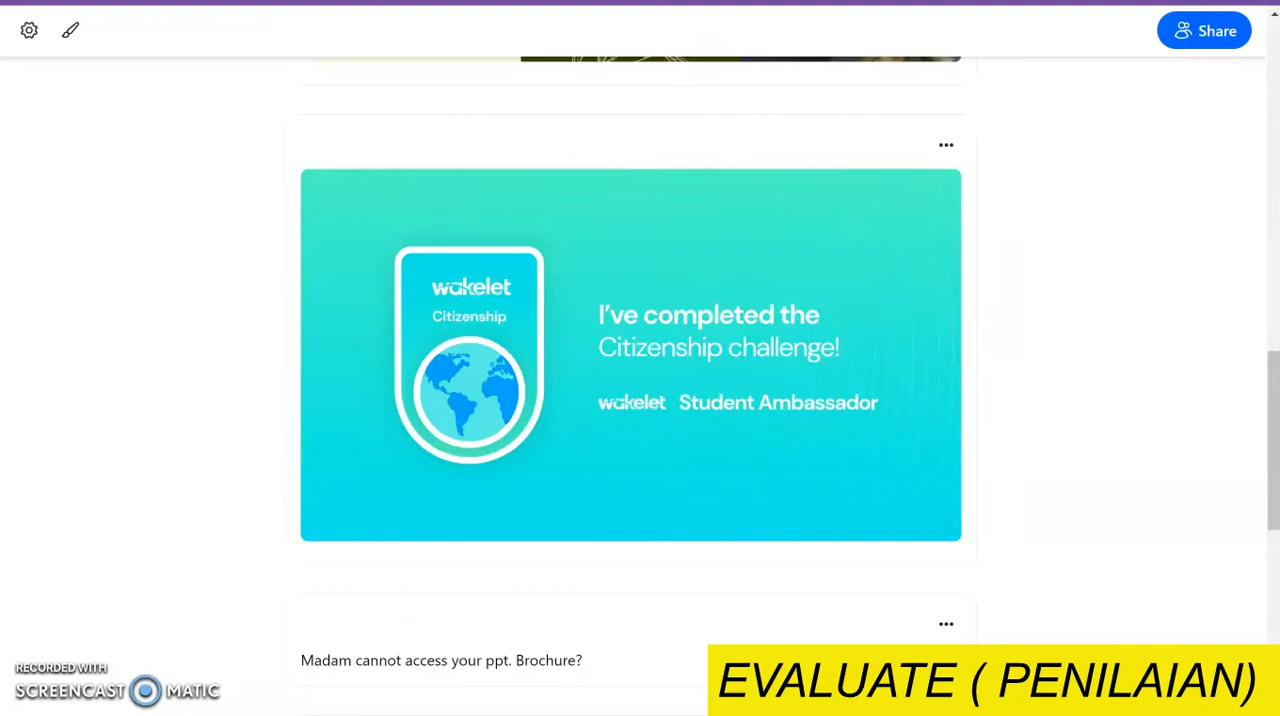 Share
wakelet
Citizenship
I've completed the
Citizenship challenge!
wakelet Student Ambassador
Madam cannot access your ppt. Brochure?
EVALUATE ( PENILAIAN)
RECORDED WITH
SCREENCAST MATIC